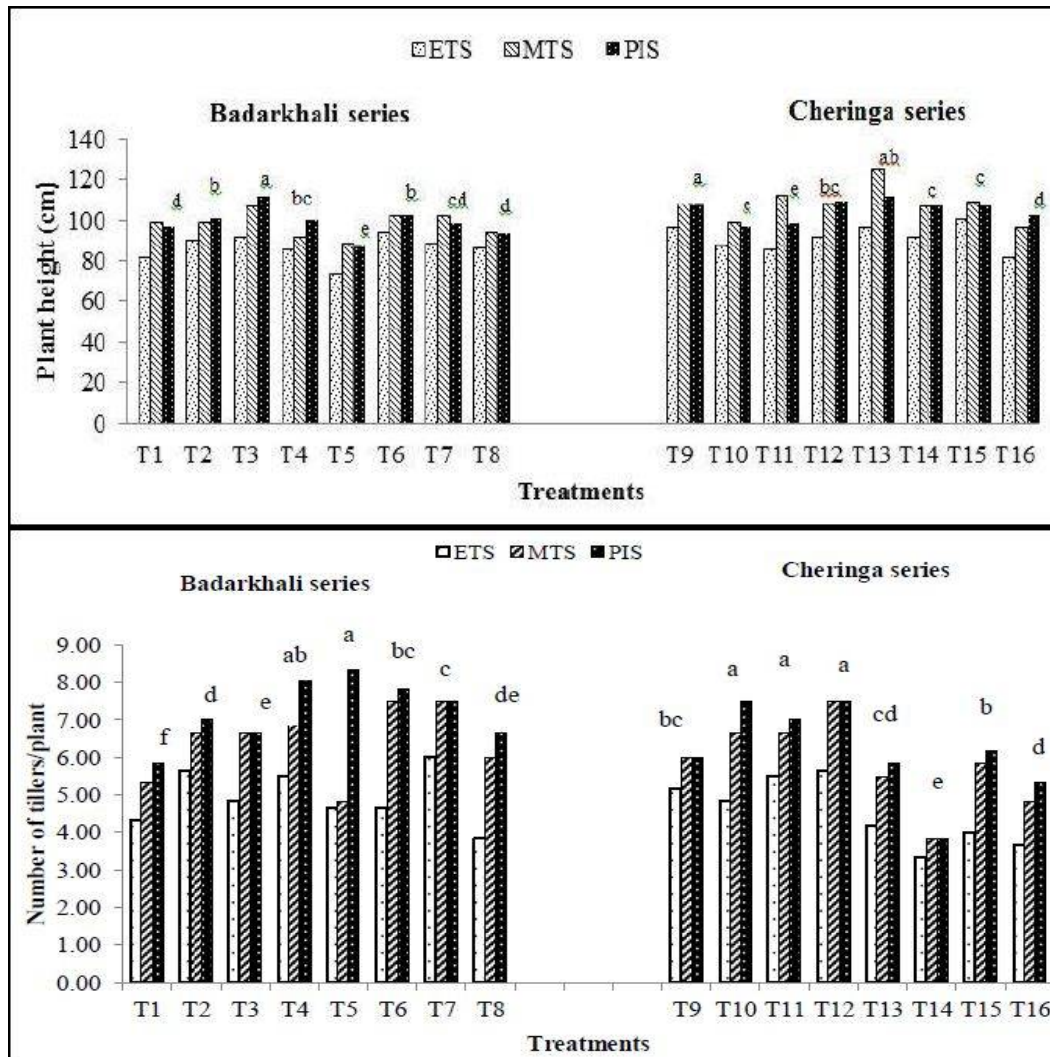 ETS MTS PIS
Badarkhali series Cheringa series
Plant height (cm)
140
120
100
80
60
40
20
0
d b a bc e b cd d a s e bc ab c c d
T1 T2 T3 T4 T5 T6 T7 T8 T9 T10 T11 T12 T13 T14 T15 T16
Treatments
ETS MTS PIS
Badarkhali series Cheringa series
Number of tillers/plant
9.00
8.00
7.00
6.00
5.00
4.00
3.00
2.00
1.00
0.00
f d e ab a bc c de bc a a a cd e b d
T1 T2 T3 T4 T5 T6 T7 T8 T9 T10 T11 T12 T13 T14 T15 T16
Treatments